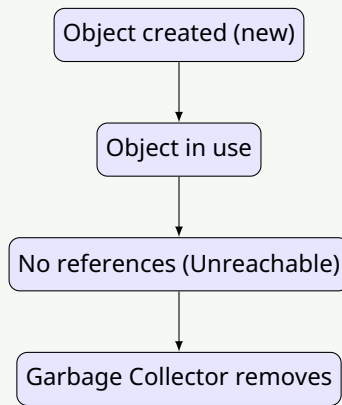 Object created (new)
Object in use
No references (Unreachable)
Garbage Collector removes